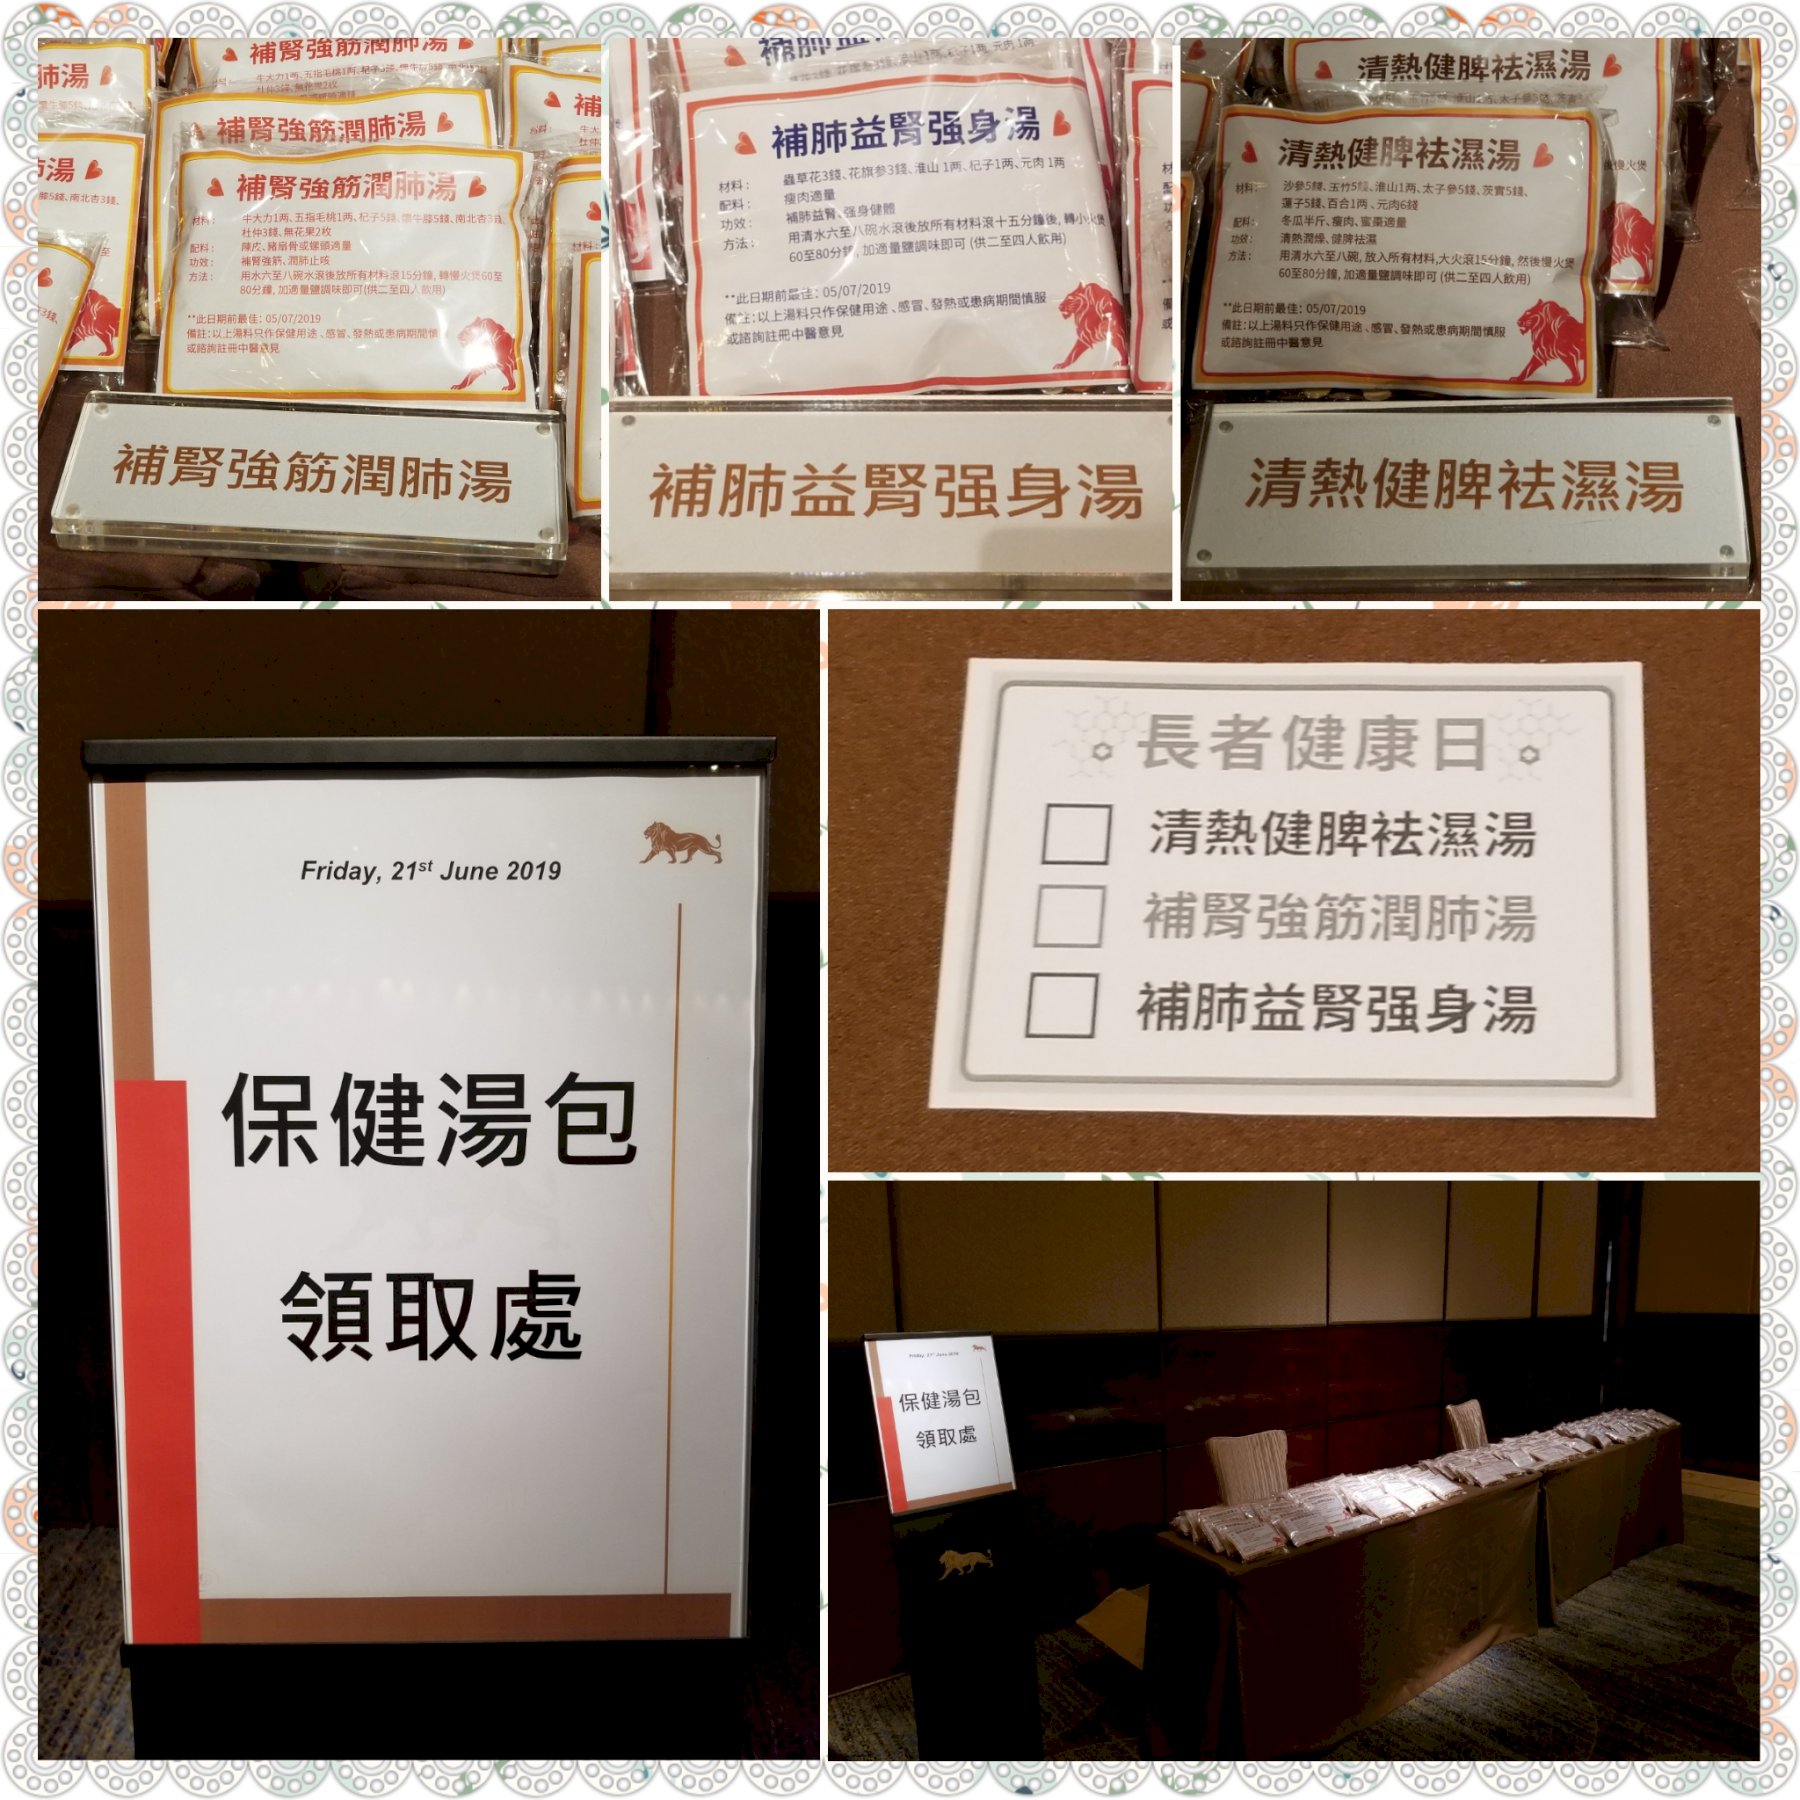 補腎強筋潤肺湯
補腎強筋潤肺湯
補腎強筋潤肺湯
材料： 牛大力1両、五指毛桃1両、杞子5錢、懷牛膝5錢、南北杏3錢、
杜仲3錢、無花果2枚
配料： 陳皮、豬扇骨或螺頭適量
功效： 補腎強筋、潤肺止咳
方法： 用水六至八碗水滾後放所有材料滾15分鐘, 轉慢火煲60至
80分鐘, 加適量鹽調味即可(供二至四人飲用)
**此日期前最佳： 05/07/2019
備註：以上湯料只作保健用途、感冒、發熱或患病期間慎服
或諮詢註冊中醫意見
補腎強筋潤肺湯
補肺益腎强身湯
材料： 蟲草花3錢、花旗参3錢、淮山 1両、杞子1両、元肉 1両
配料： 瘦肉適量
功效： 補肺益腎、强身健體
方法： 用清水六至八碗水滾後放所有材料滾十五分鐘後, 轉小火煲
60至80分鐘, 加適量鹽調味即可 (供二至四人飲用)
**此日期前最佳： 05/07/2019
備註：以上湯料只作保健用途 、感冒、發熱或患病期間慎服
或諮詢註冊中醫意見
補肺益腎强身湯
清熱健脾祛濕湯
清熱健脾祛濕湯
材料： 沙參5錢、玉竹5錢、淮山1両、太子參5錢、茨實5錢、
蓮子5錢、百合1両、元肉6錢
配料： 冬瓜半斤、瘦肉、蜜棗適量
功效： 清熱潤燥、健脾祛濕
方法： 用清水六至八碗, 放入所有材料,大火滾15分鐘, 然後慢火煲
60至80分鐘, 加適量鹽調味即可 (供二至四人飲用)
**此日期前最佳： 05/07/2019
備註：以上湯料只作保健用途 、感冒、發熱或患病期間慎服
或諮詢註冊中醫意見
清熱健脾祛濕湯
Friday, 21st June 2019
保健湯包
領取處
長者健康日
清熱健脾祛濕湯
補腎強筋潤肺湯
補肺益腎强身湯
Friday, 21st June 2019
保健湯包
領取處